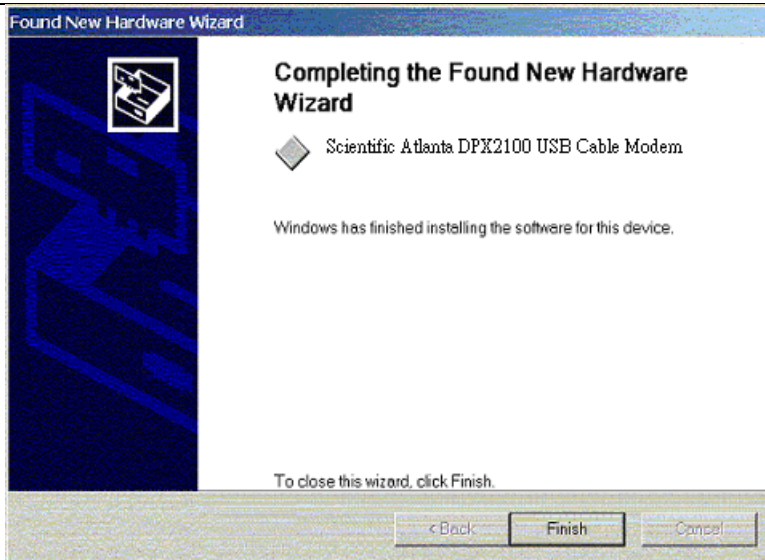 Found New Hardware Wizard
Completing the Found New Hardware
Wizard
Scientific Atlanta DPX2100 USB Cable Modem
Windows has finished installing the software for this device.
To close this wizard, click Finish.
< Back
Finish
Cancel